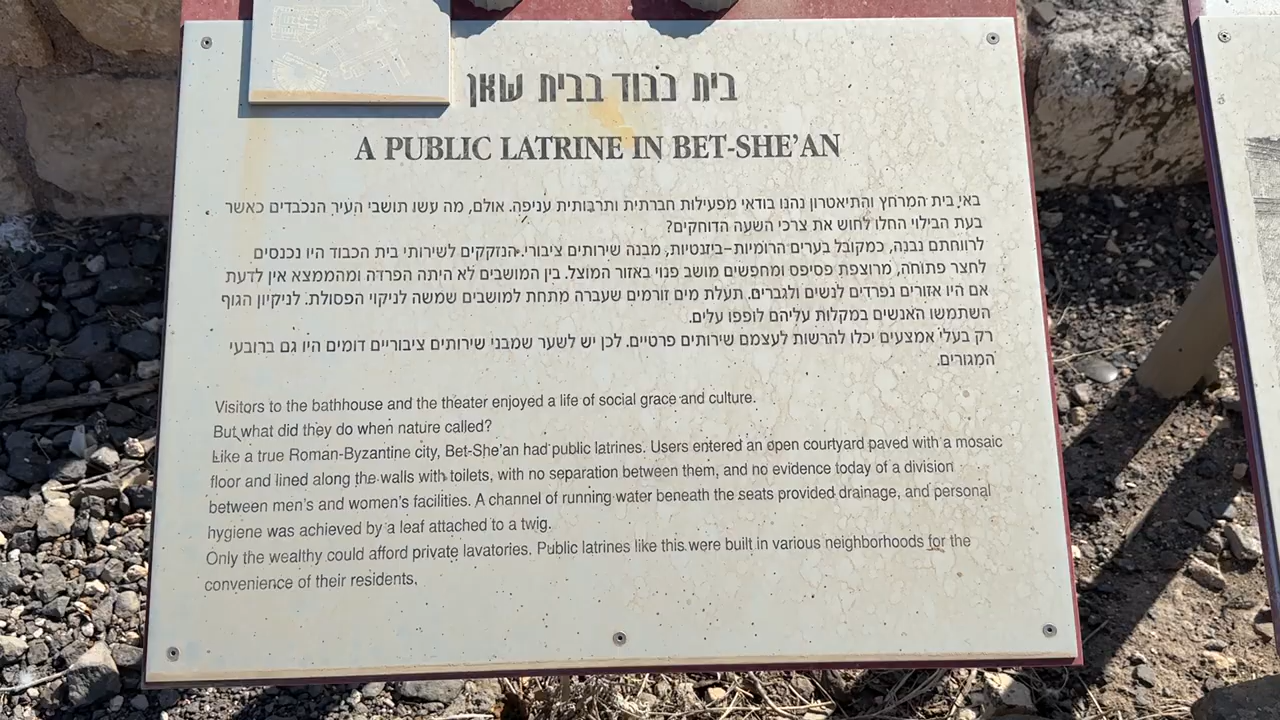 בית כבוד בבית שאן
A PUBLIC LATRINE IN BET-SHE'AN
באי בית המרחץ והתיאטרון נהנו בודאי מפעילות חברתית ותרבותית ענפה. אולם, מה עשו תושבי העיר הנכבדים כאשר
בעת הבילוי החלו לחוש את צרכי השעה הדוחקים?
לרווחתם נבנה, כמקובל בערים הרומיות–ביזנטיות, מבנה שירותים ציבורי. הנזקקים לשירותי בית הכבוד היו נכנסים
לחצר פתוחה, מרוצפת פסיפס ומחפשים מושב פנוי באזור המוצל. בין המושבים לא היתה הפרדה ומהממצא אין לדעת
אם היו אזורים נפרדים לנשים ולגברים. תעלת מים זורמים שעברה מתחת למושבים שמשה לניקוי הפסולת. לניקיון הגוף
השתמשו האנשים במקלות עליהם לופפו עלים.
רק בעלי אמצעים יכלו להרשות לעצמם שירותים פרטיים. לכן יש לשער שמבני שירותים ציבוריים דומים היו גם ברובעי
המגורים.
Visitors to the bathhouse and the theater enjoyed a life of social grace and culture.
But what did they do when nature called?
Like a true Roman-Byzantine city, Bet-She'an had public latrines. Users entered an open courtyard paved with a mosaic
floor and lined along the walls with toilets, with no separation between them, and no evidence today of a division
between men's and women's facilities. A channel of running water beneath the seats provided drainage, and personal
hygiene was achieved by a leaf attached to a twig.
Only the wealthy could afford private lavatories. Public latrines like this were built in various neighborhoods for the
convenience of their residents.